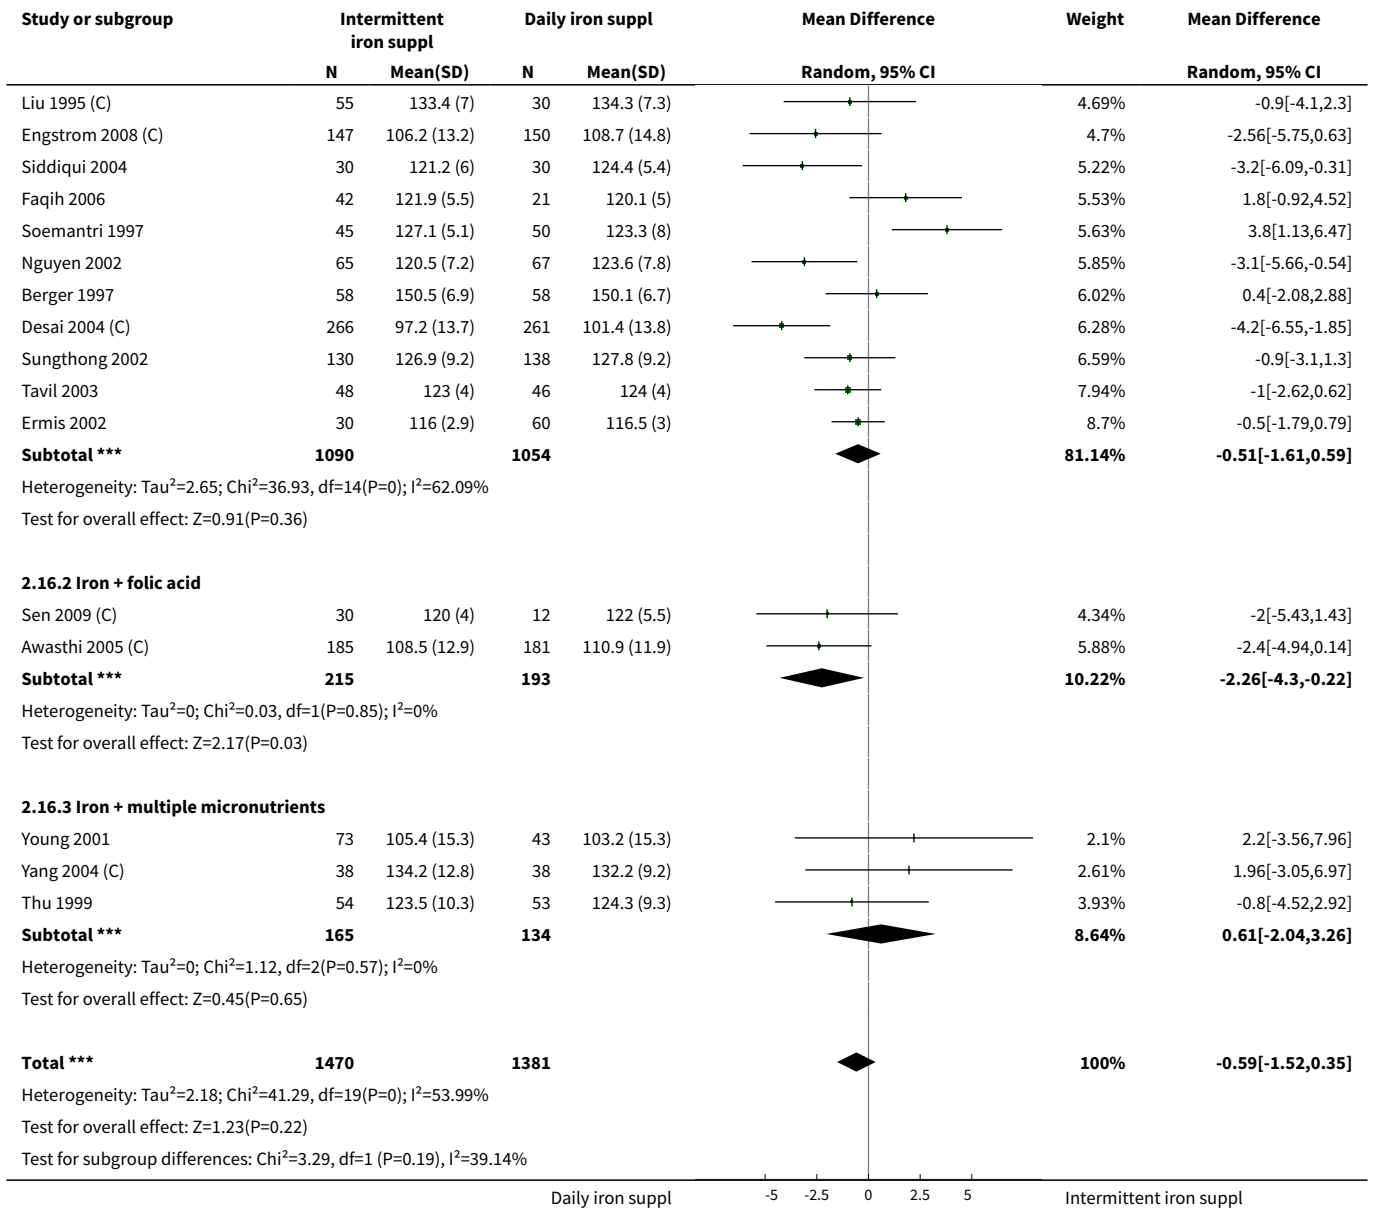 Study or subgroup Intermittent iron suppl Daily iron suppl Mean Difference Weight Mean Difference
N Mean(SD) N Mean(SD) Random, 95% CI Random, 95% CI
Liu 1995 (C) 55 133.4 (7) 30 134.3 (7.3) 4.69% -0.9[-4.1,2.3]
Engstrom 2008 (C) 147 106.2 (13.2) 150 108.7 (14.8) 4.7% -2.56[-5.75,0.63]
Siddiqui 2004 30 121.2 (6) 30 124.4 (5.4) 5.22% -3.2[-6.09,-0.31]
Faqih 2006 42 121.9 (5.5) 21 120.1 (5) 5.53% 1.8[-0.92,4.52]
Soemantri 1997 45 127.1 (5.1) 50 123.3 (8) 5.63% 3.8[1.13,6.47]
Nguyen 2002 65 120.5 (7.2) 67 123.6 (7.8) 5.85% -3.1[-5.66,-0.54]
Berger 1997 58 150.5 (6.9) 58 150.1 (6.7) 6.02% 0.4[-2.08,2.88]
Desai 2004 (C) 266 97.2 (13.7) 261 101.4 (13.8) 6.28% -4.2[-6.55,-1.85]
Sungthong 2002 130 126.9 (9.2) 138 127.8 (9.2) 6.59% -0.9[-3.1,1.3]
Tavil 2003 48 123 (4) 46 124 (4) 7.94% -1[-2.62,0.62]
Ermis 2002 30 116 (2.9) 60 116.5 (3) 8.7% -0.5[-1.79,0.79]
Subtotal *** 1090 1054 81.14% -0.51[-1.61,0.59]
Heterogeneity: Tau²=2.65; Chi²=36.93, df=14(P=0); I²=62.09%
Test for overall effect: Z=0.91(P=0.36)
2.16.2 Iron + folic acid
Sen 2009 (C) 30 120 (4) 12 122 (5.5) 4.34% -2[-5.43,1.43]
Awasthi 2005 (C) 185 108.5 (12.9) 181 110.9 (11.9) 5.88% -2.4[-4.94,0.14]
Subtotal *** 215 193 10.22% -2.26[-4.3,-0.22]
Heterogeneity: Tau²=0; Chi²=0.03, df=1(P=0.85); I²=0%
Test for overall effect: Z=2.17(P=0.03)
2.16.3 Iron + multiple micronutrients
Young 2001 73 105.4 (15.3) 43 103.2 (15.3) 2.1% 2.2[-3.56,7.96]
Yang 2004 (C) 38 134.2 (12.8) 38 132.2 (9.2) 2.61% 1.96[-3.05,6.97]
Thu 1999 54 123.5 (10.3) 53 124.3 (9.3) 3.93% -0.8[-4.52,2.92]
Subtotal *** 165 134 8.64% 0.61[-2.04,3.26]
Heterogeneity: Tau²=0; Chi²=1.12, df=2(P=0.57); I²=0%
Test for overall effect: Z=0.45(P=0.65)
Total *** 1470 1381 100% -0.59[-1.52,0.35]
Heterogeneity: Tau²=2.18; Chi²=41.29, df=19(P=0); I²=53.99%
Test for overall effect: Z=1.23(P=0.22)
Test for subgroup differences: Chi²=3.29, df=1 (P=0.19), I²=39.14%
Daily iron suppl -5 -2.5 0 2.5 5 Intermittent iron suppl